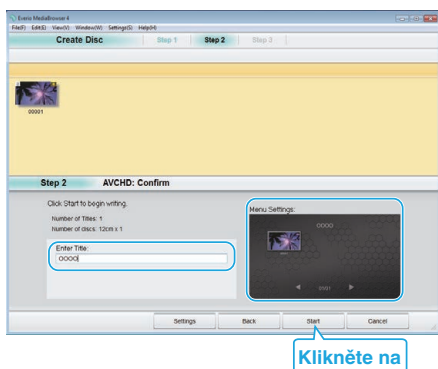 Everio MediaBrowser 4
File(F) Edit(E) View(V) Window(W) Settings(S) Help(H)
Create Disc Step 1 Step 2 Step 3
00001
Step 2 AVCHD: Confirm
Click Start to begin writing.
Number of Titles: 1
Number of discs: 12cm x 1
Enter Title:
0000
Menu Settings:
0000
Settings Back Start Cancel
Klikněte na